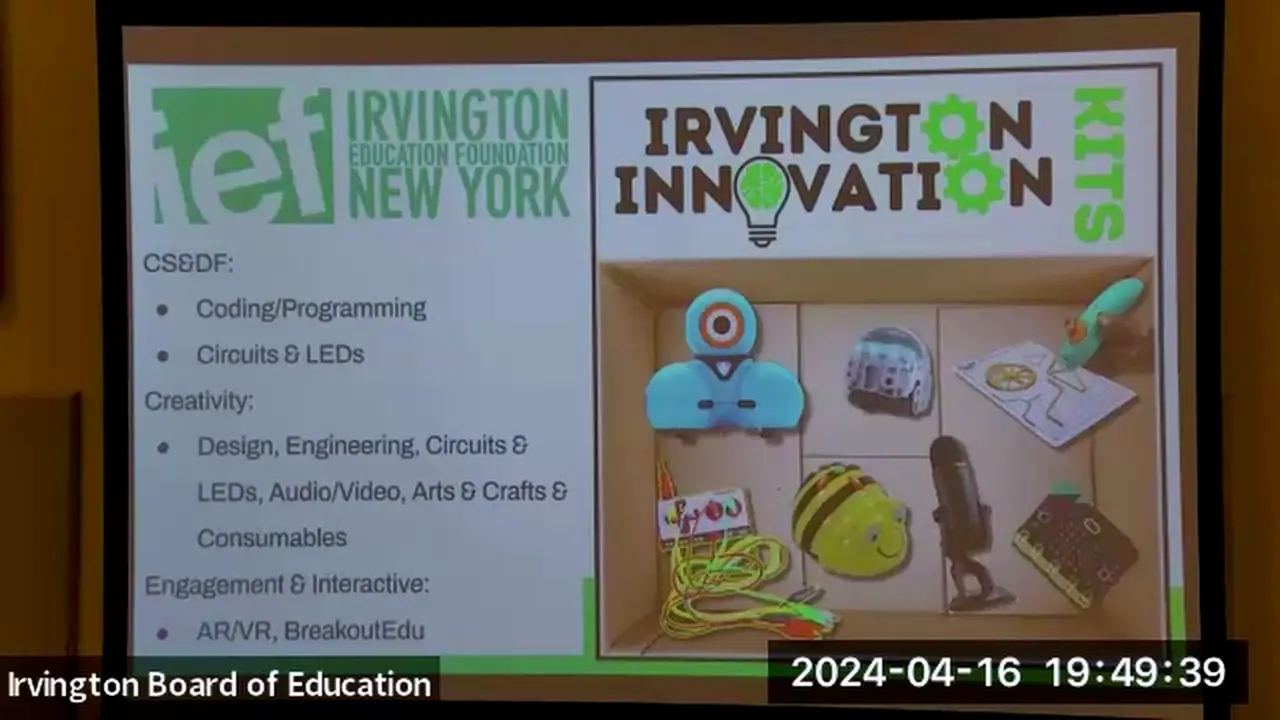 ief
IRVINGTON
EDUCATION FOUNDATION
NEW YORK
CS&DF:
• Coding/Programming
• Circuits & LEDs
Creativity:
• Design, Engineering, Circuits &
LEDs, Audio/Video, Arts & Crafts &
Consumables
Engagement & Interactive:
• AR/VR, BreakoutEdu
IRVINGTON
INNOVATION
KITS
Irvington Board of Education
2024-04-16 19:49:39